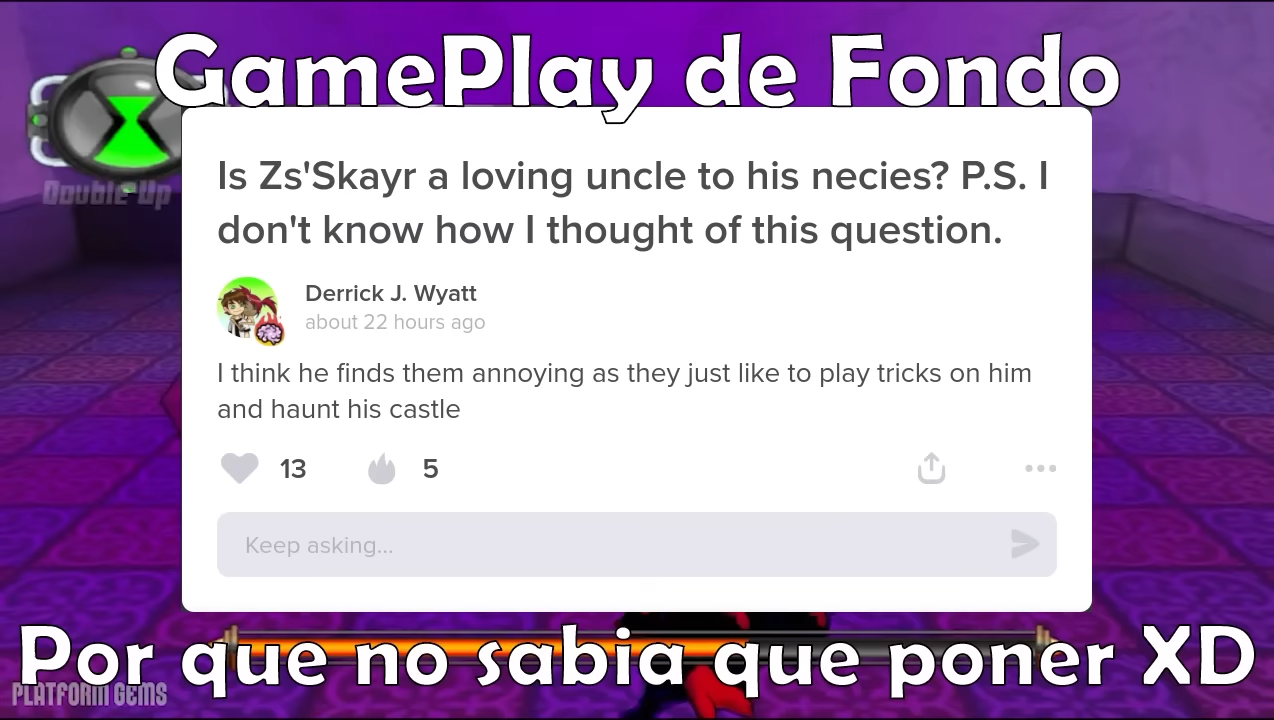 GamePlay de Fondo
Double Up
Is Zs'Skayr a loving uncle to his necies? P.S. I
don't know how I thought of this question.
Derrick J. Wyatt
about 22 hours ago
I think he finds them annoying as they just like to play tricks on him
and haunt his castle
13 5
Keep asking...
Por que no sabia que poner XD
PLATFORM GEMS